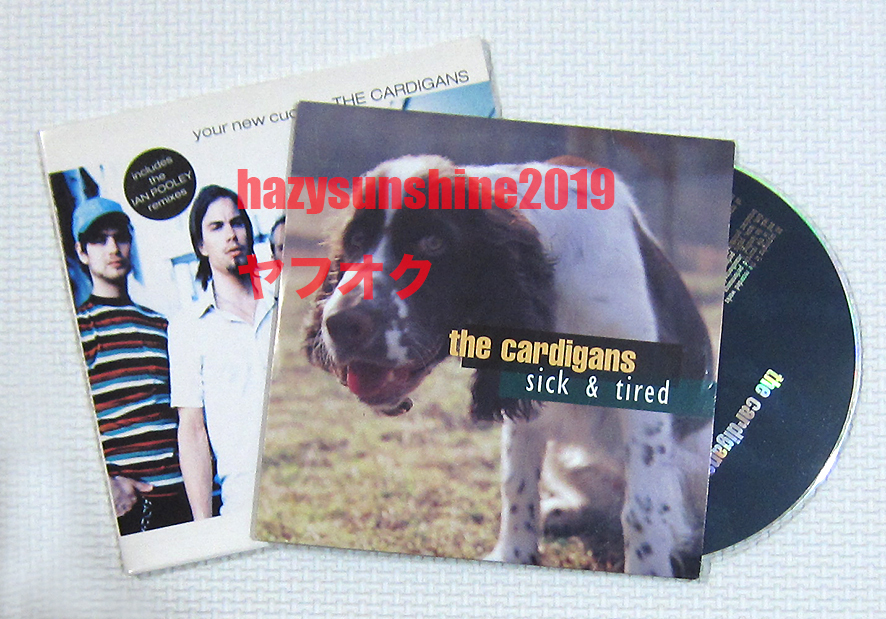 your new cuc
THE CARDIGANS
includes
the
IAN POOLEY
remixes
hazysunshine2019
ヤフオク
the cardigans
sick & tired
the cardigans